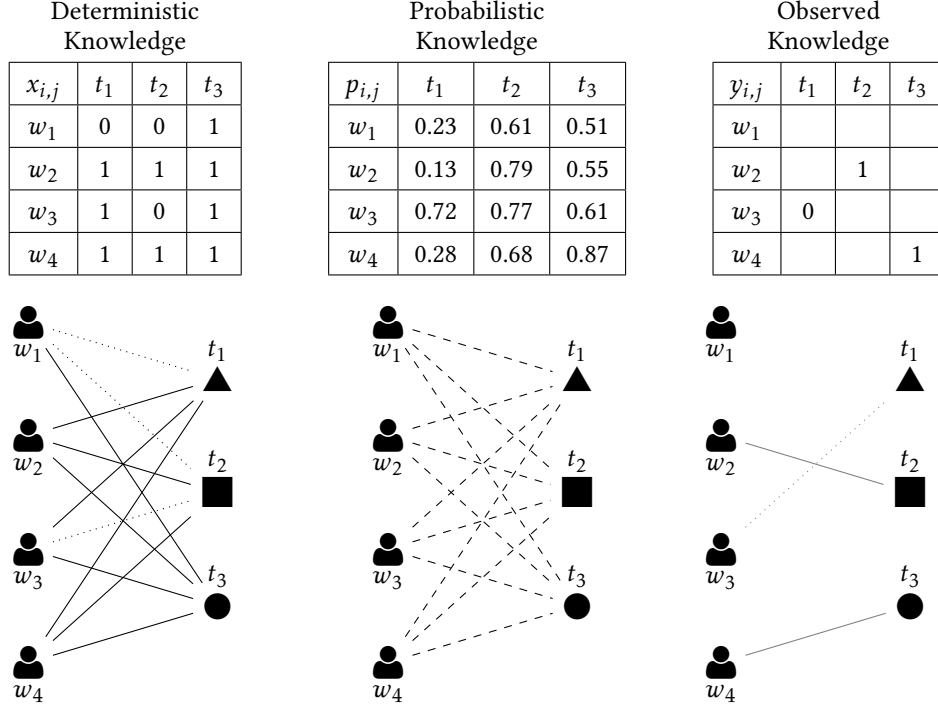 Deterministic
Knowledge
Probabilistic
Knowledge
Observed
Knowledge
x_{i,j} t_1 t_2 t_3
w_1 0 0 1
w_2 1 1 1
w_3 1 0 1
w_4 1 1 1
p_{i,j} t_1 t_2 t_3
w_1 0.23 0.61 0.51
w_2 0.13 0.79 0.55
w_3 0.72 0.77 0.61
w_4 0.28 0.68 0.87
y_{i,j} t_1 t_2 t_3
w_1
w_2 1
w_3 0
w_4 1
w_1
w_2
w_3
w_4
t_1
t_2
t_3
w_1
w_2
w_3
w_4
t_1
t_2
t_3
w_1
w_2
w_3
w_4
t_1
t_2
t_3